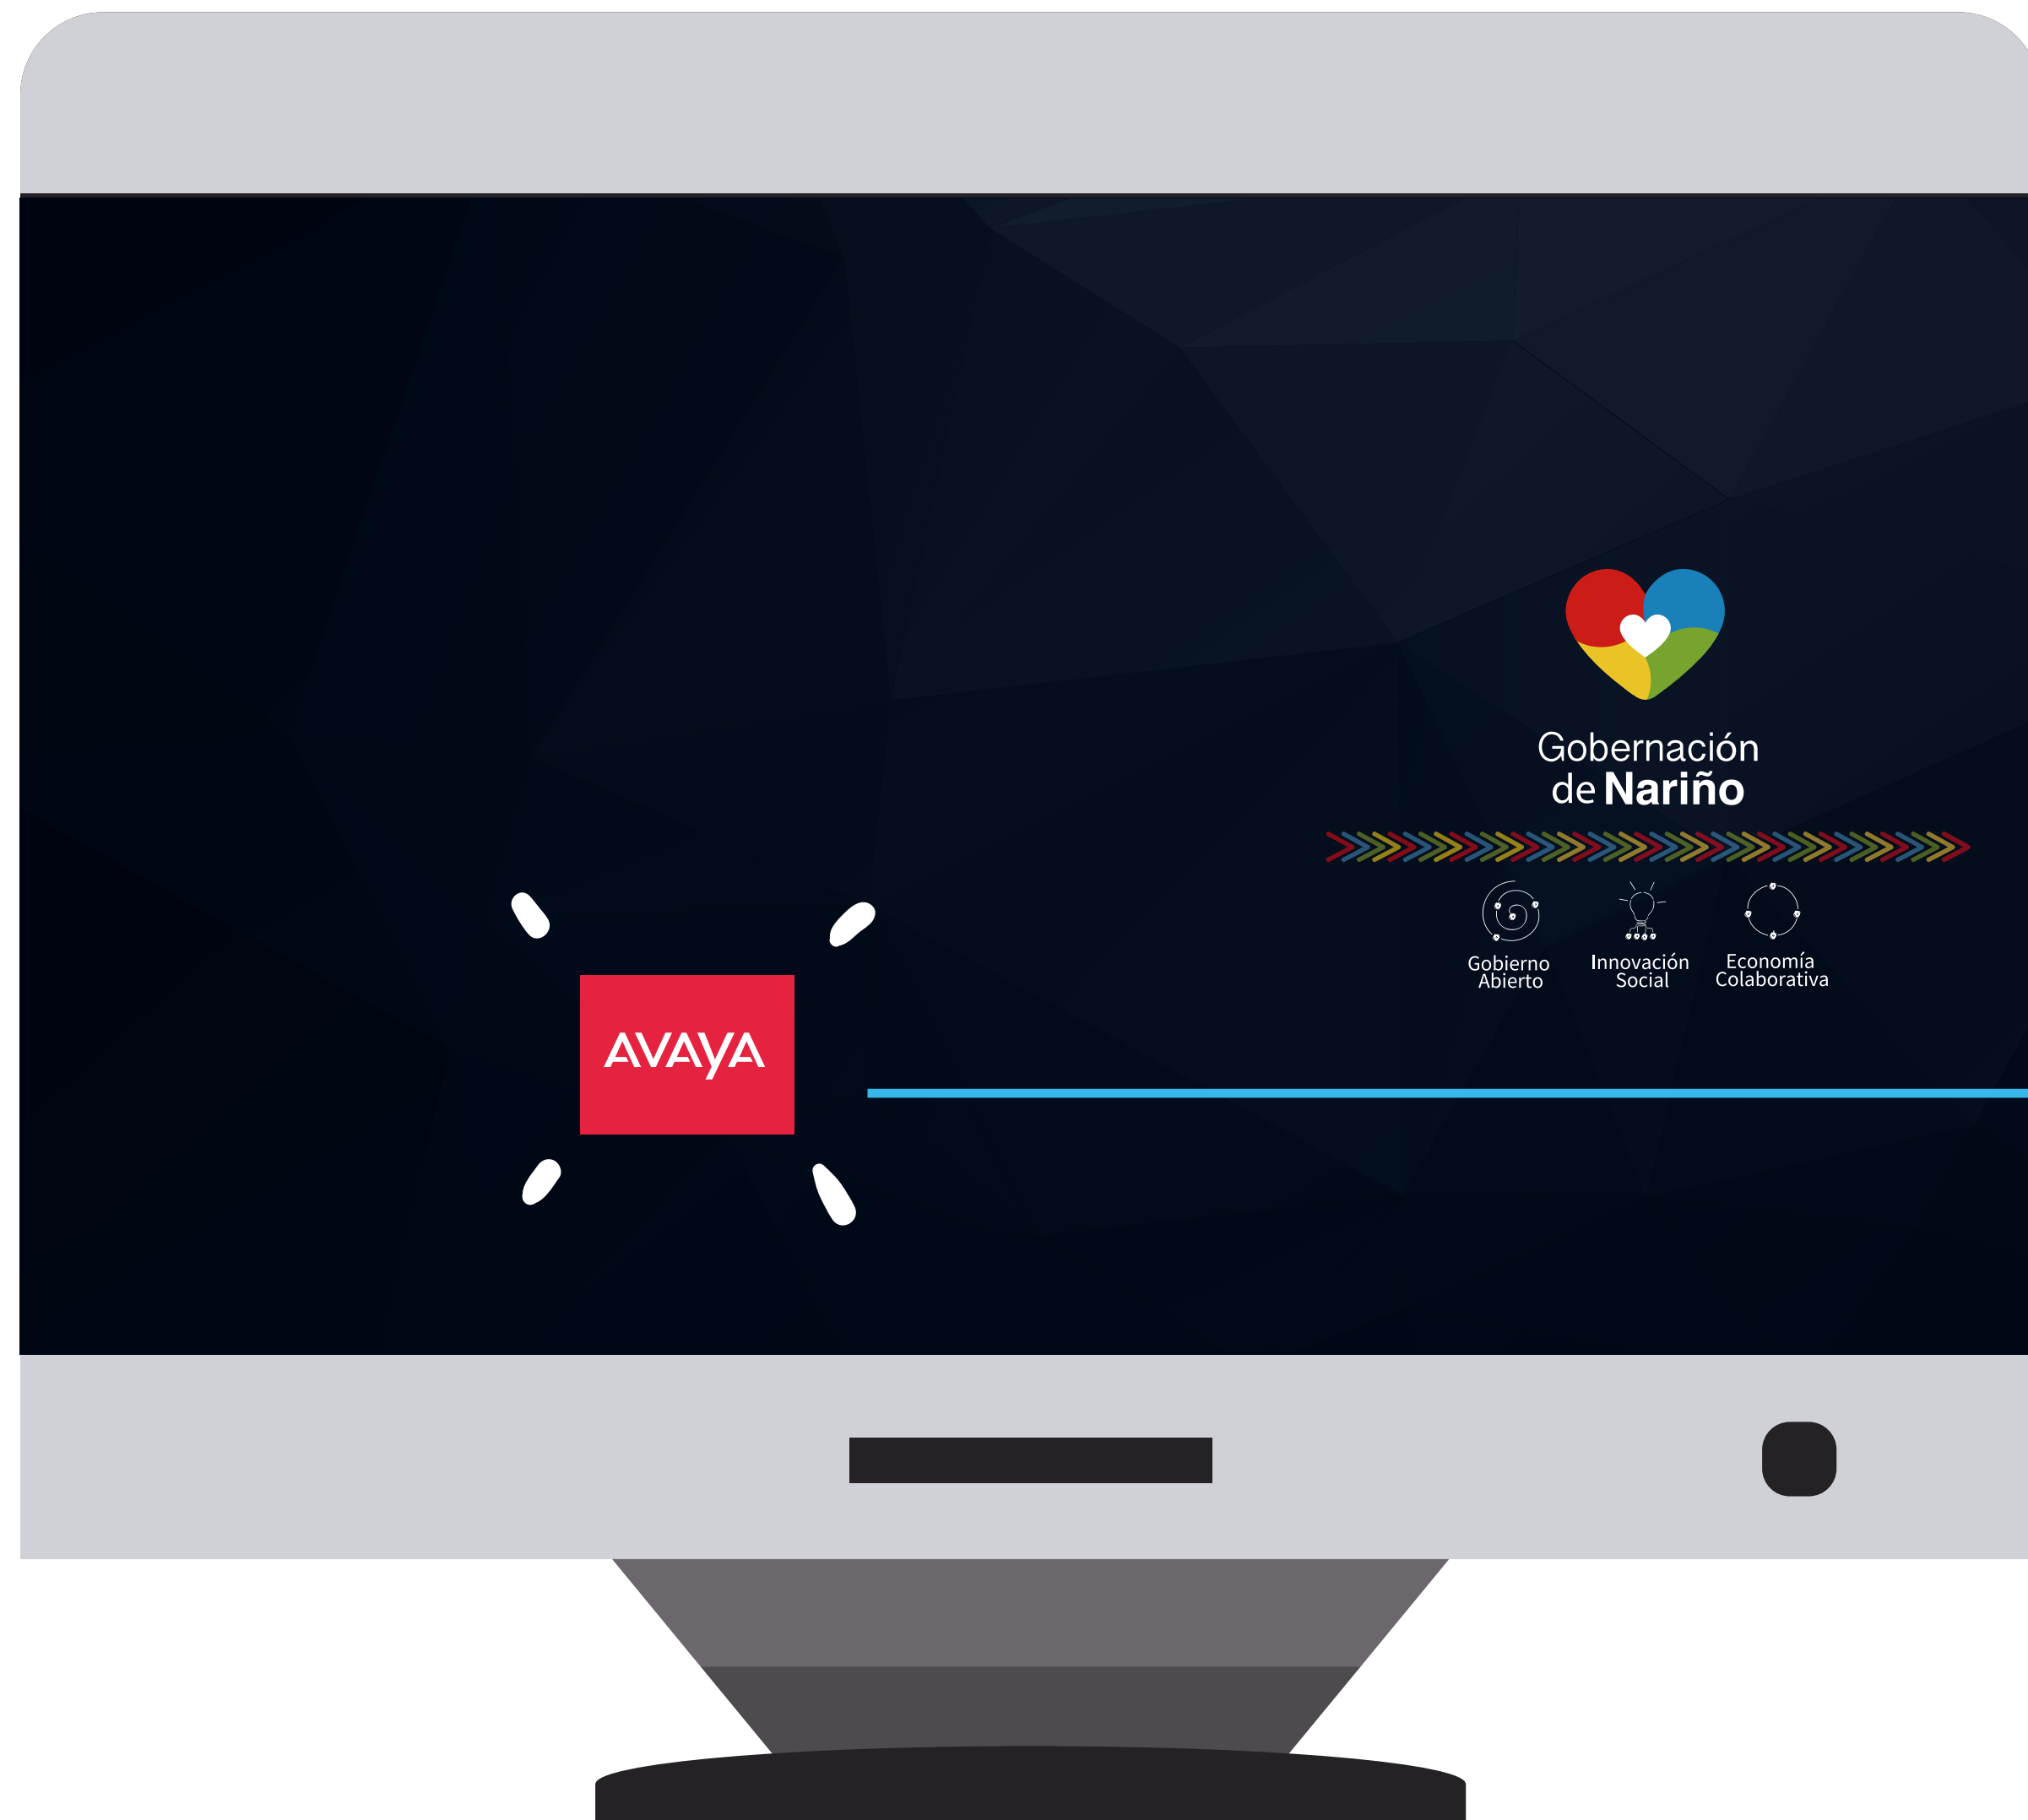 Gobernación
de Nariño
Gobierno
Abierto
Innovación
Social
Economía
Colaborativa
AVAYA